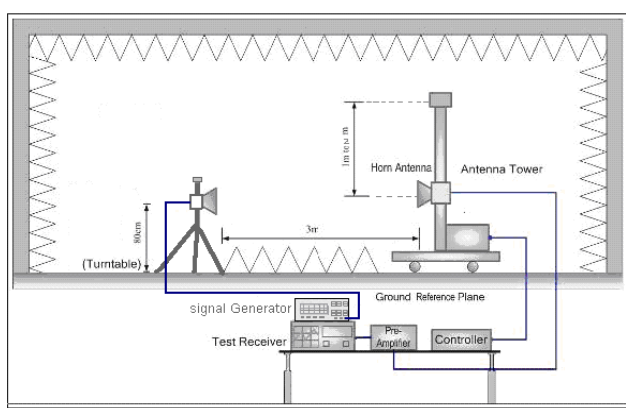 1m to 4 m
Horn Antenna
Antenna Tower
80cm
3m
(Turntable)
signal Generator
Ground Reference Plane
Test Receiver
Pre-
Amplifier
Controller